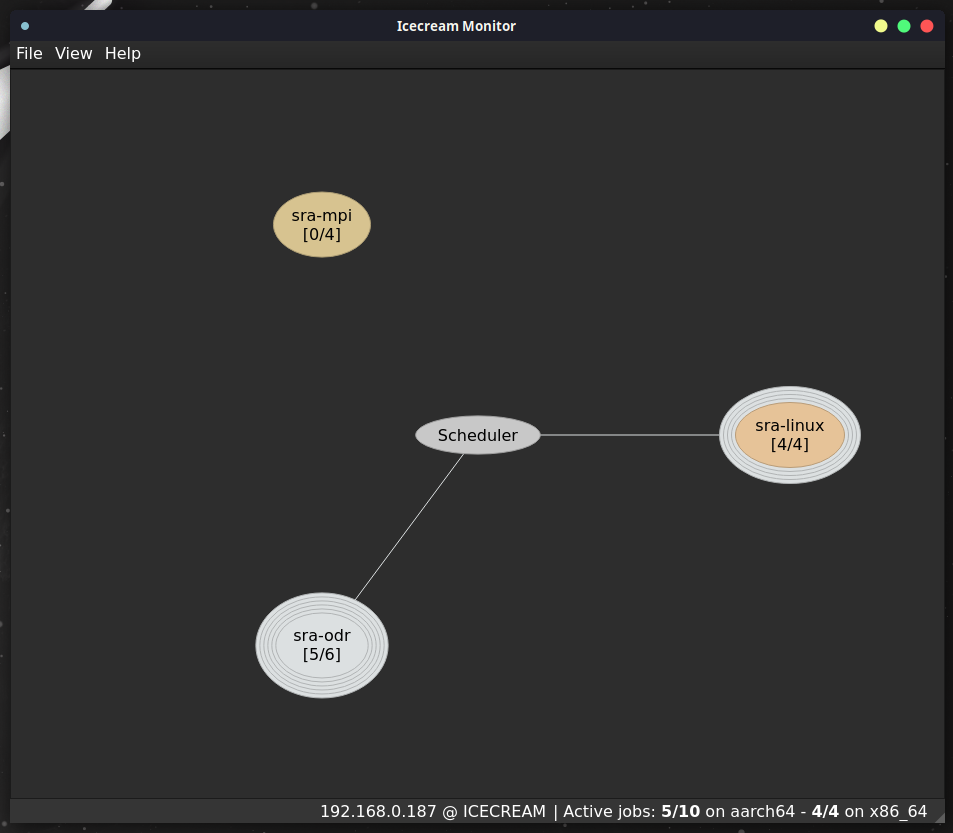 Icecream Monitor
File View Help
sra-mpi
[0/4]
Scheduler
sra-linux
[4/4]
sra-odr
[5/6]
192.168.0.187 @ ICECREAM | Active jobs: 5/10 on aarch64 - 4/4 on x86_64